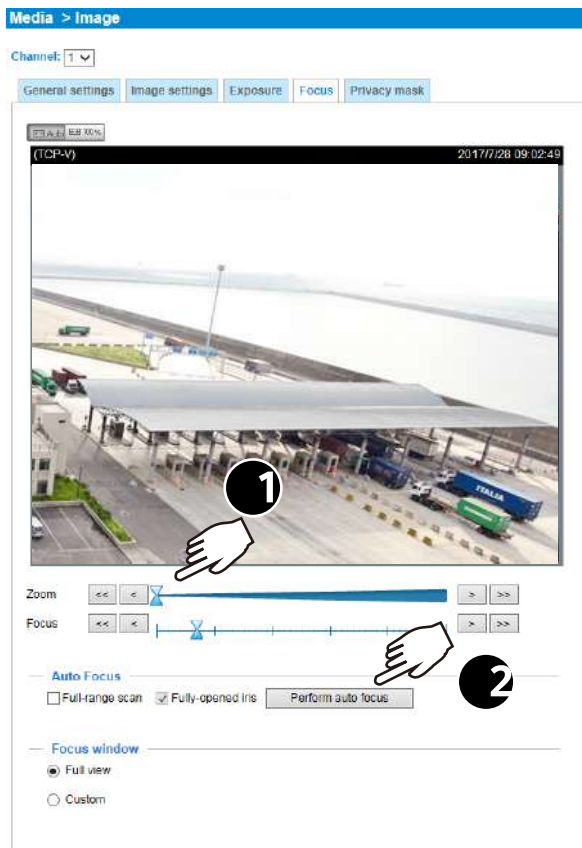 Media > Image
Channel: 1
General settings Image settings Exposure Focus Privacy mask
Auto 100%
(TCP-V) 2017/7/28 09:02:49
ITALIA
1
Zoom << < > >>
Focus << < > >>
2
Auto Focus
Full-range scan Fully-opened iris Perform auto focus
Focus window
Full view
Custom